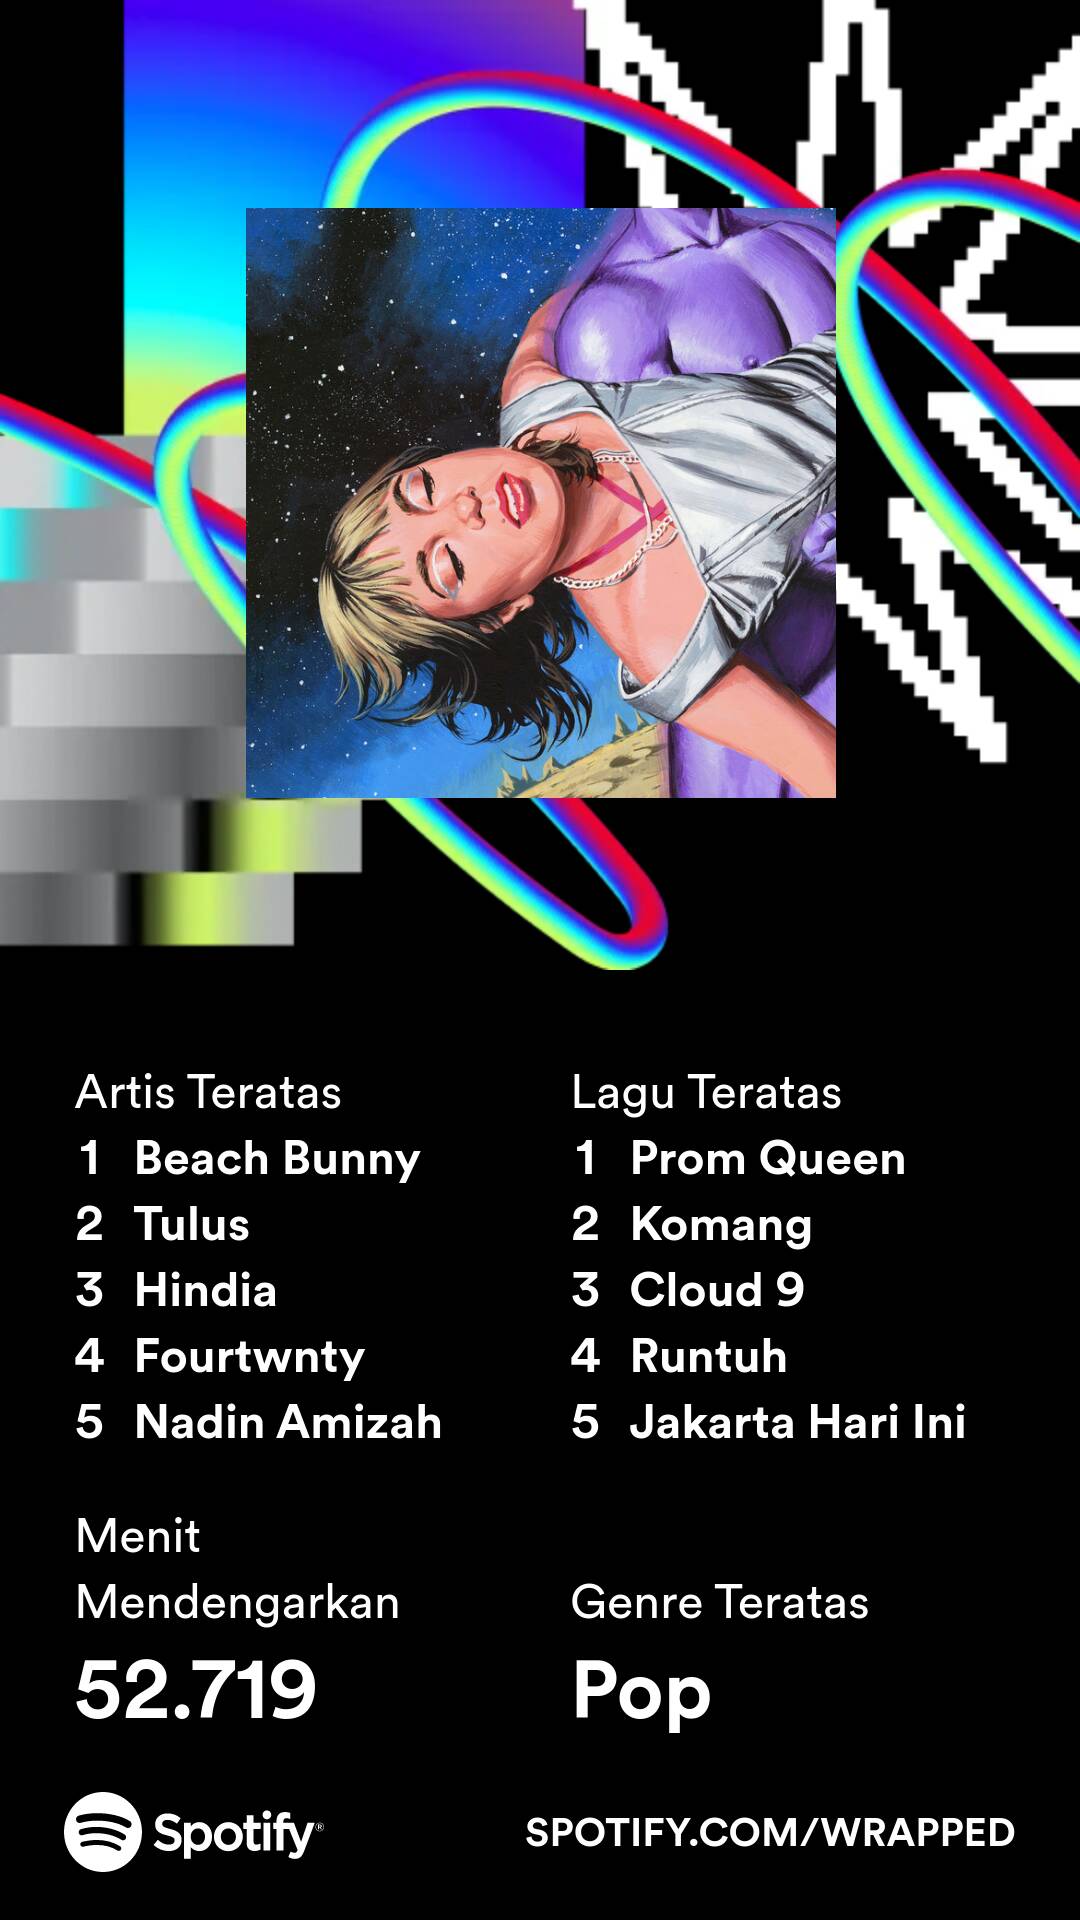 Artis Teratas
1 Beach Bunny
2 Tulus
3 Hindia
4 Fourtwnty
5 Nadin Amizah
Lagu Teratas
1 Prom Queen
2 Komang
3 Cloud 9
4 Runtuh
5 Jakarta Hari Ini
Menit
Mendengarkan
52.719
Genre Teratas
Pop
Spotify®
SPOTIFY.COM/WRAPPED